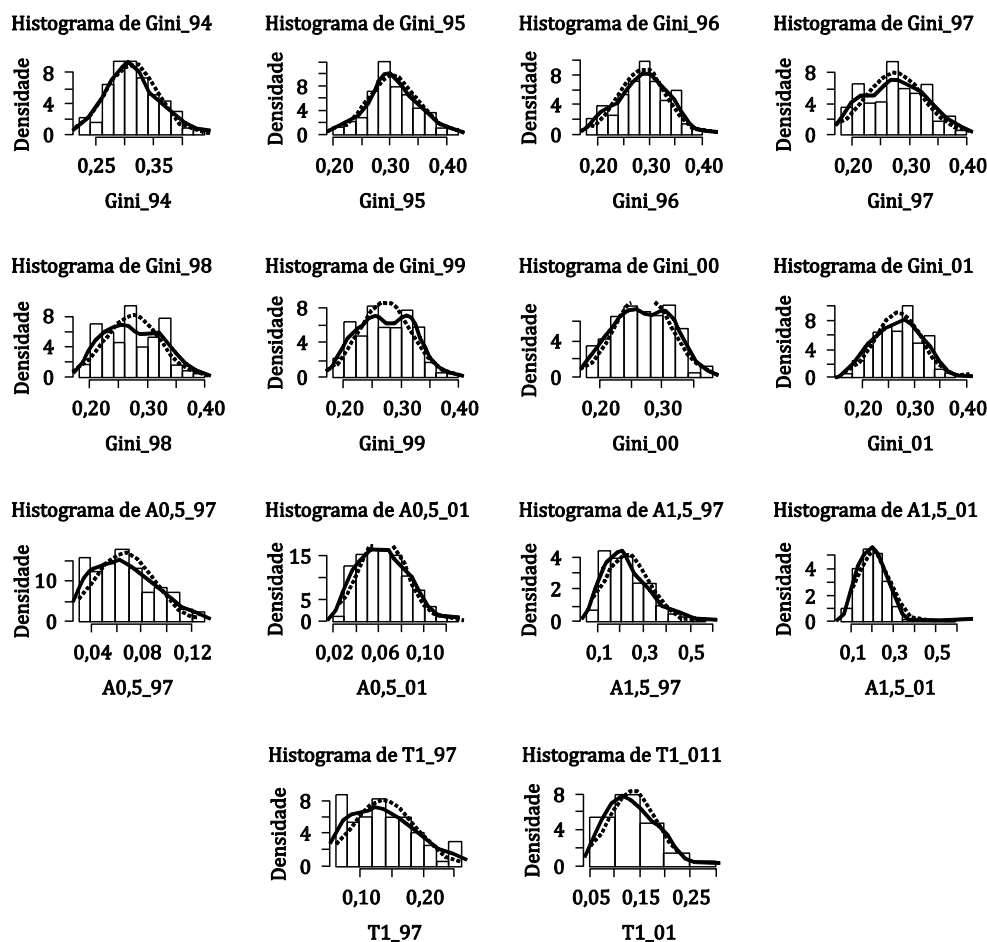 Histograma de Gini_94
Histograma de Gini_95
Histograma de Gini_96
Histograma de Gini_97
Densidade
8
4
0
0,25 0,35
Gini_94
Densidade
8
4
0
0,20 0,30 0,40
Gini_95
Densidade
8
4
0
0,20 0,30 0,40
Gini_96
Densidade
8
4
0
0,20 0,30 0,40
Gini_97
Histograma de Gini_98
Histograma de Gini_99
Histograma de Gini_00
Histograma de Gini_01
Densidade
8
4
0
0,20 0,30 0,40
Gini_98
Densidade
8
4
0
0,20 0,30 0,40
Gini_99
Densidade
4
0
0,20 0,30
Gini_00
Densidade
8
4
0
0,20 0,30 0,40
Gini_01
Histograma de A0,5_97
Histograma de A0,5_01
Histograma de A1,5_97
Histograma de A1,5_01
Densidade
10
0
0,04 0,08 0,12
A0,5_97
Densidade
15
10
5
0
0,02 0,06 0,10
A0,5_01
Densidade
4
2
0
0,1 0,3 0,5
A1,5_97
Densidade
4
2
1
0
0,1 0,3 0,5
A1,5_01
Histograma de T1_97
Histograma de T1_011
Densidade
8
4
0
0,10 0,20
T1_97
Densidade
8
4
0
0,05 0,15 0,25
T1_01